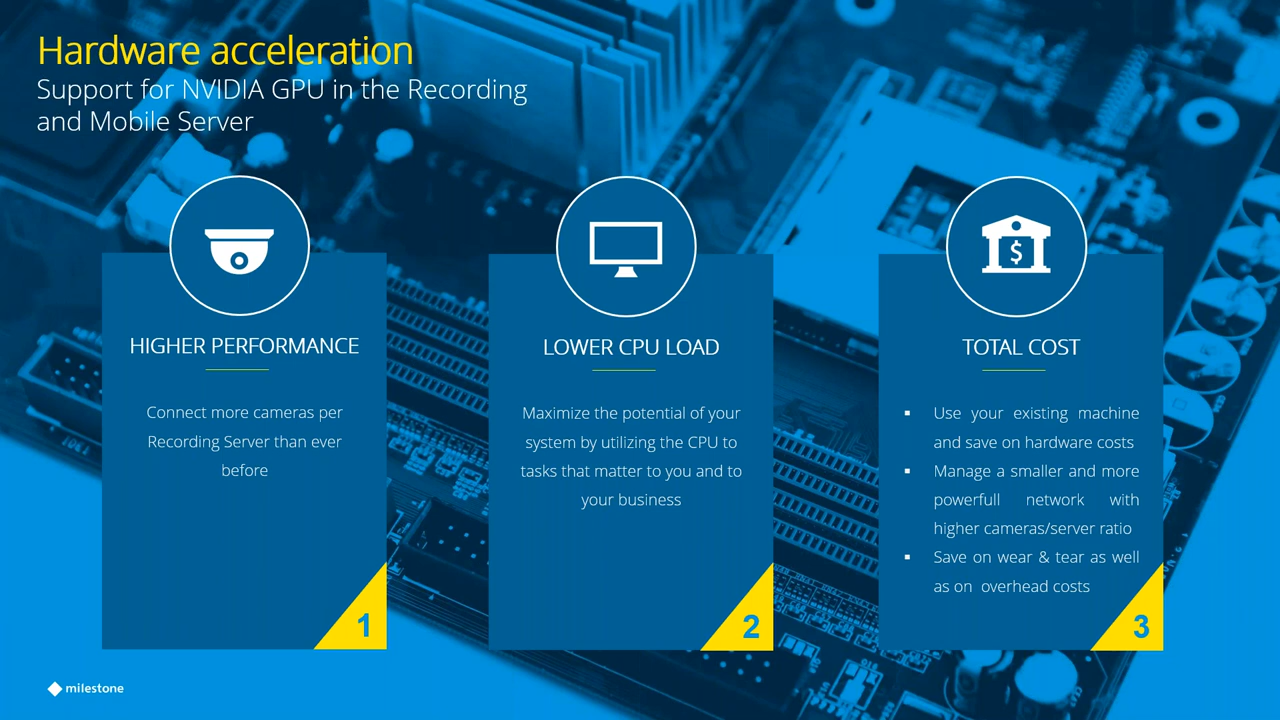 Hardware acceleration
Support for NVIDIA GPU in the Recording
and Mobile Server
HIGHER PERFORMANCE
Connect more cameras per
Recording Server than ever
before
1
LOWER CPU LOAD
Maximize the potential of your
system by utilizing the CPU to
tasks that matter to you and to
your business
2
$
TOTAL COST
▪ Use your existing machine
and save on hardware costs
▪ Manage a smaller and more
powerfull network with
higher cameras/server ratio
▪ Save on wear & tear as well
as on overhead costs
3
milestone